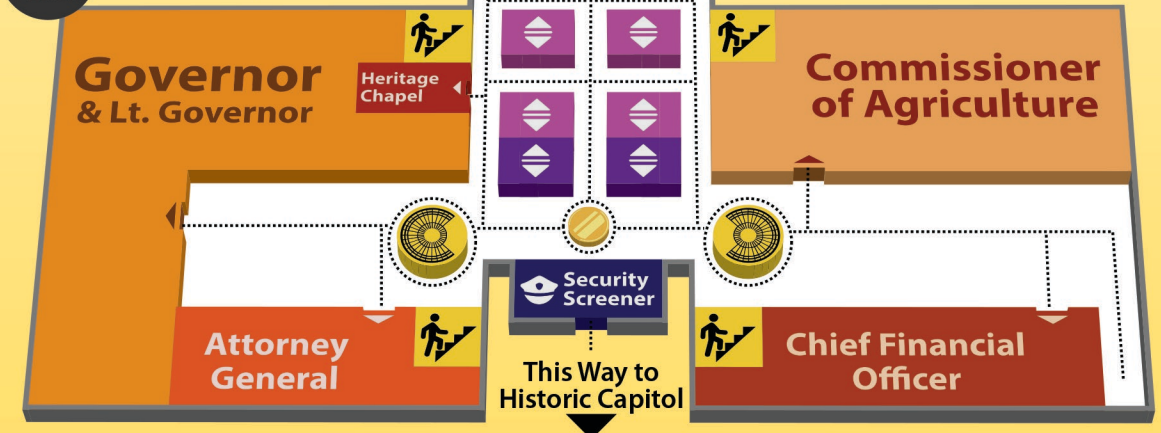 Governor
& Lt. Governor
Heritage
Chapel
Commissioner
of Agriculture
Security
Screener
Attorney
General
This Way to
Historic Capitol
Chief Financial
Officer